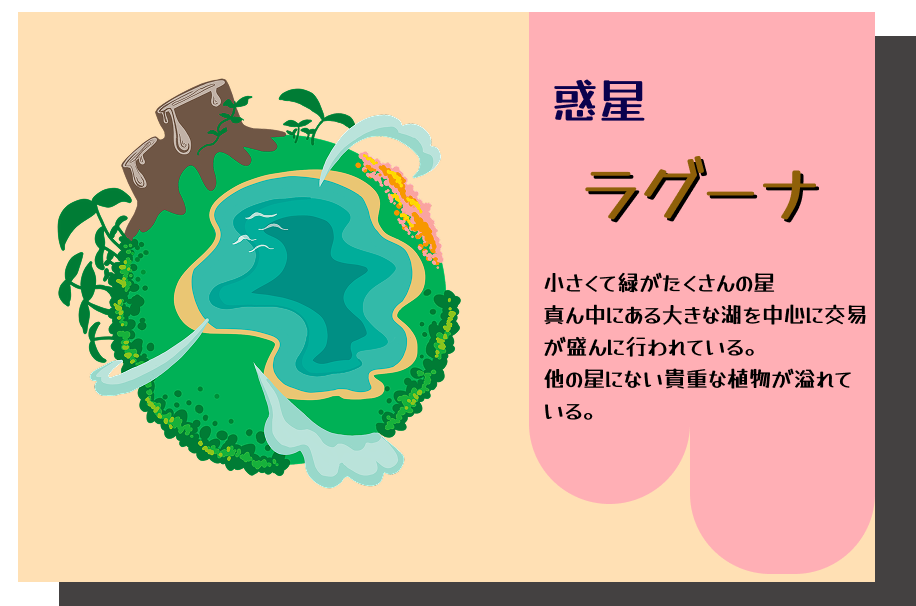 惑星
ラグーナ
小さくて緑がたくさんの星
真ん中にある大きな湖を中心に交易
が盛んに行われている。
他の星にない貴重な植物が溢れて
いる。